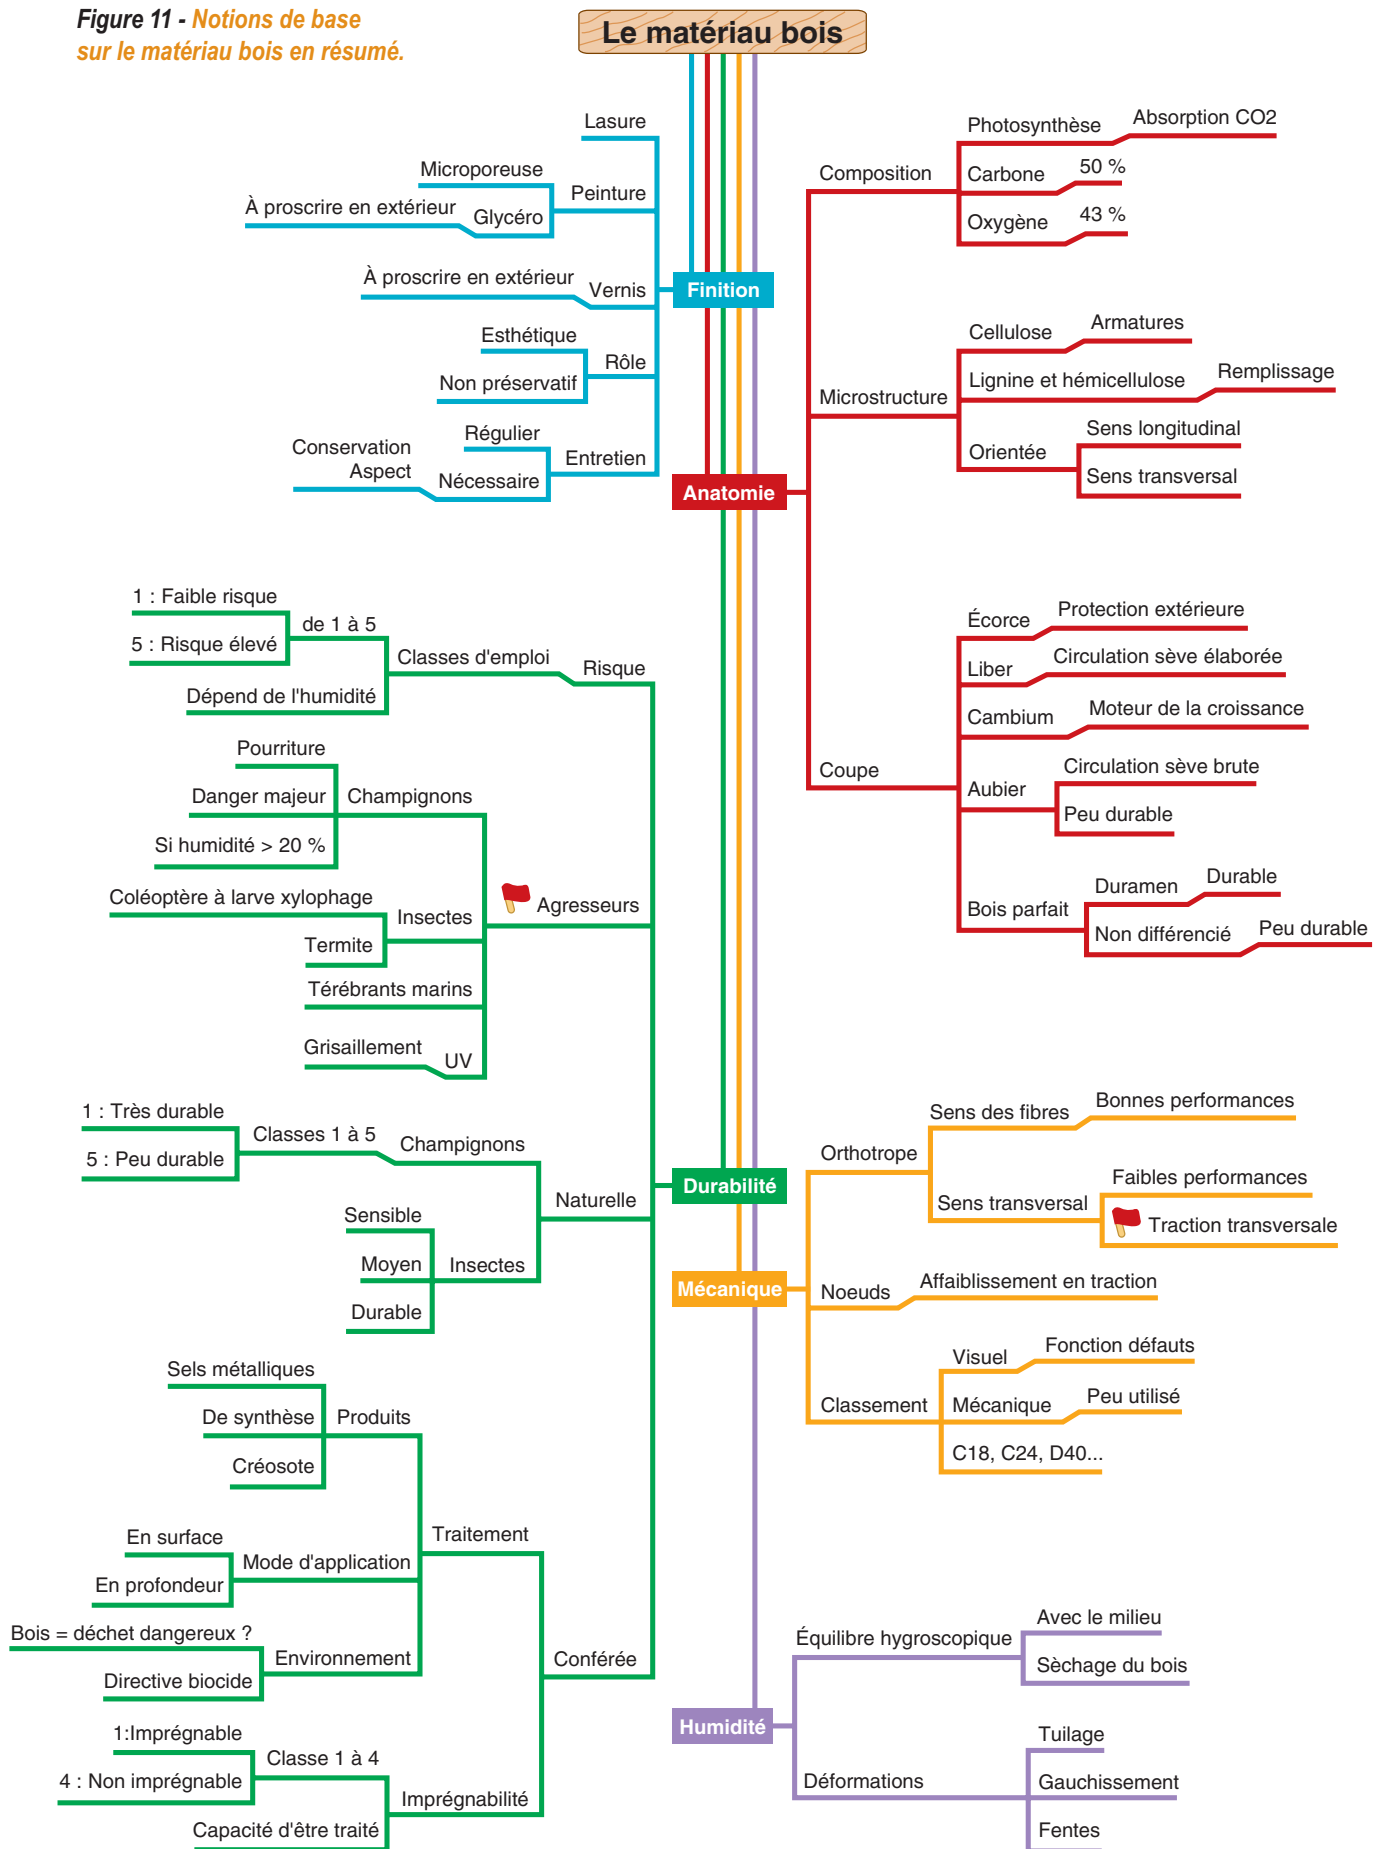 Figure 11 - Notions de base
sur le matériau bois en résumé.
Le matériau bois
Finition
Lasure
Peinture
Microporeuse
Glycéro
À proscrire en extérieur
Vernis
À proscrire en extérieur
Rôle
Esthétique
Non préservatif
Entretien
Régulier
Nécessaire
Conservation
Aspect
Anatomie
Composition
Photosynthèse
Absorption CO2
Carbone
50 %
Oxygène
43 %
Microstructure
Cellulose
Armatures
Lignine et hémicellulose
Remplissage
Orientée
Sens longitudinal
Sens transversal
Coupe
Écorce
Protection extérieure
Liber
Circulation sève élaborée
Cambium
Moteur de la croissance
Aubier
Circulation sève brute
Peu durable
Bois parfait
Duramen
Durable
Non différencié
Peu durable
Durabilité
Risque
Classes d'emploi
de 1 à 5
1 : Faible risque
5 : Risque élevé
Dépend de l'humidité
Agresseurs
Champignons
Pourriture
Danger majeur
Si humidité > 20 %
Insectes
Coléoptère à larve xylophage
Termite
Térébrants marins
UV
Grisaillement
Naturelle
Champignons
Classes 1 à 5
1 : Très durable
5 : Peu durable
Insectes
Sensible
Moyen
Durable
Conférée
Traitement
Produits
Sels métalliques
De synthèse
Créosote
Mode d'application
En surface
En profondeur
Environnement
Bois = déchet dangereux ?
Directive biocide
Imprégnabilité
Classe 1 à 4
1:Imprégnable
4 : Non imprégnable
Capacité d'être traité
Mécanique
Orthotrope
Sens des fibres
Bonnes performances
Sens transversal
Faibles performances
Traction transversale
Noeuds
Affaiblissement en traction
Classement
Visuel
Fonction défauts
Mécanique
Peu utilisé
C18, C24, D40...
Humidité
Équilibre hygroscopique
Avec le milieu
Sèchage du bois
Déformations
Tuilage
Gauchissement
Fentes